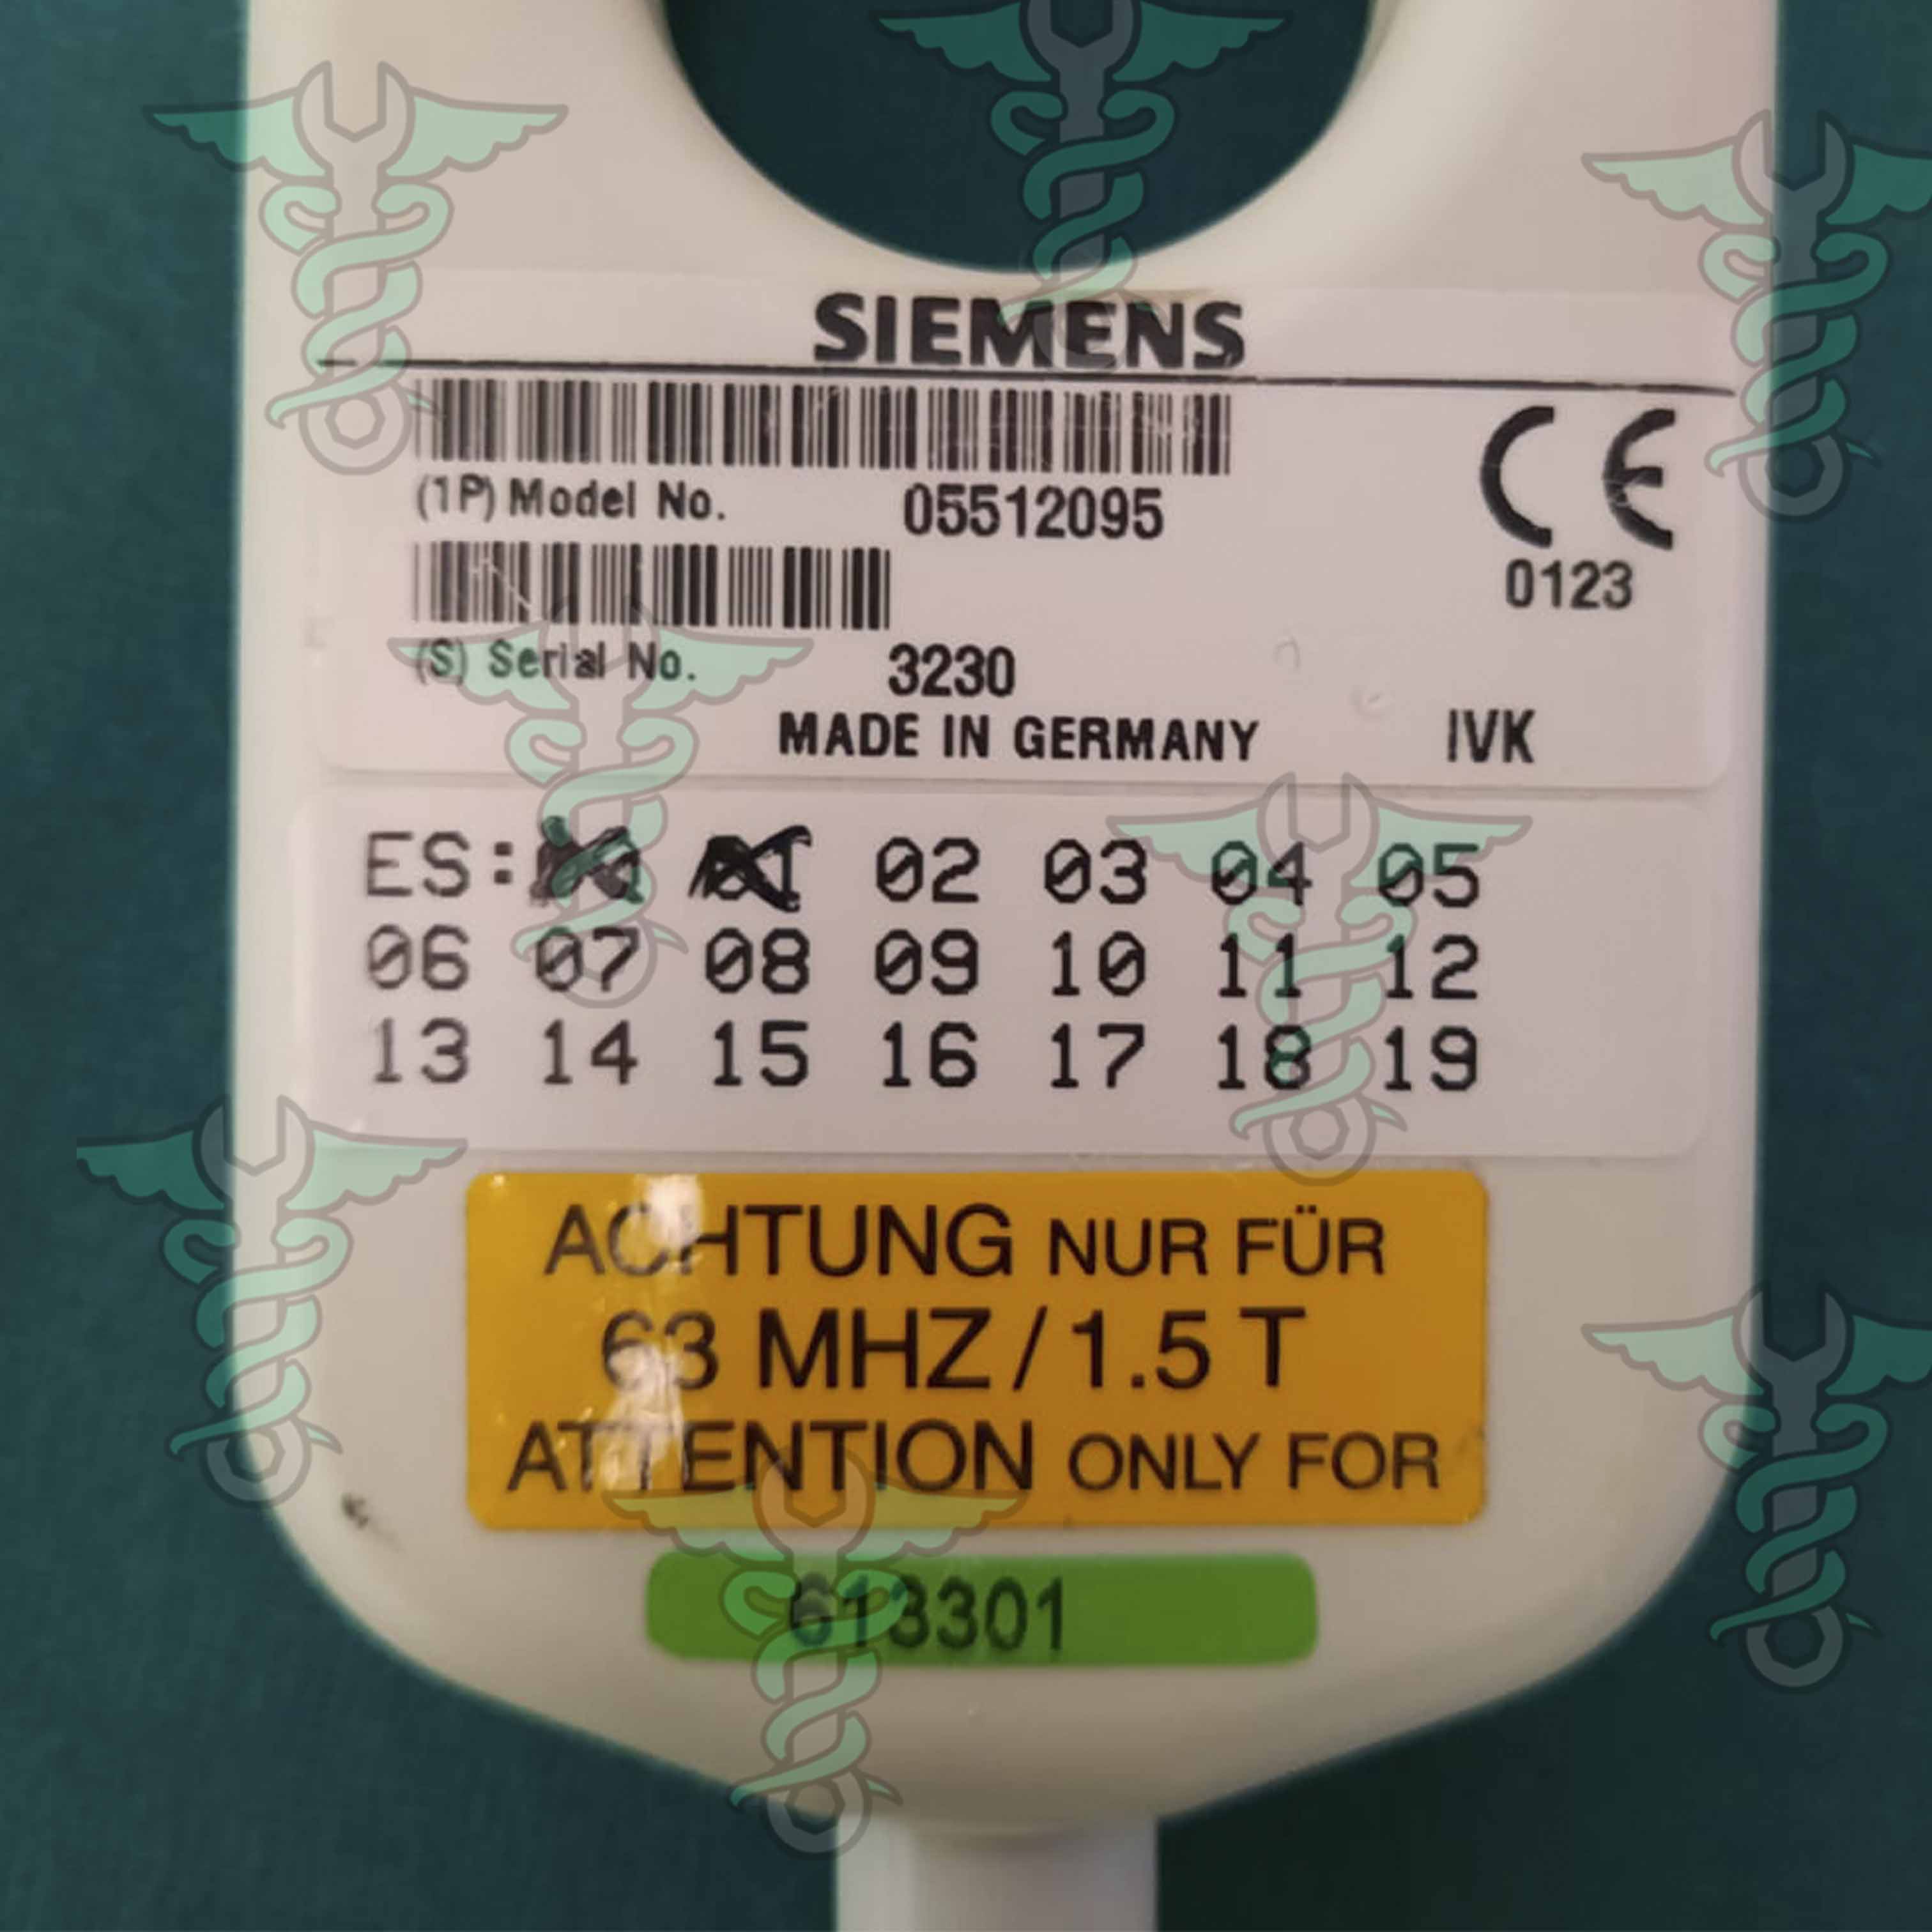 SIEMENS
(1P) Model No. 05512095
CE
0123
(S) Serial No. 3230
MADE IN GERMANY IVK
ES: 02 03 04 05
06 07 08 09 10 11 12
13 14 15 16 17 18 19
ACHTUNG NUR FÜR
63 MHZ / 1.5 T
ATTENTION ONLY FOR
613301